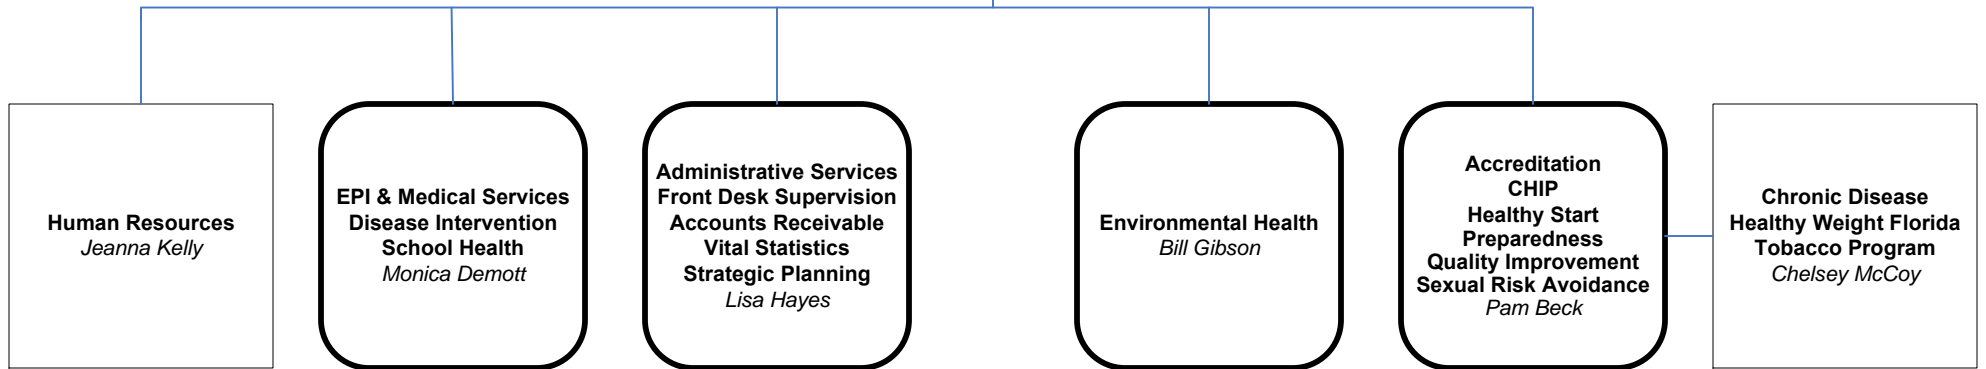 Human Resources
Jeanna Kelly
EPI & Medical Services
Disease Intervention
School Health
Monica Demott
Administrative Services
Front Desk Supervision
Accounts Receivable
Vital Statistics
Strategic Planning
Lisa Hayes
Environmental Health
Bill Gibson
Accreditation
CHIP
Healthy Start
Preparedness
Quality Improvement
Sexual Risk Avoidance
Pam Beck
Chronic Disease
Healthy Weight Florida
Tobacco Program
Chelsey McCoy